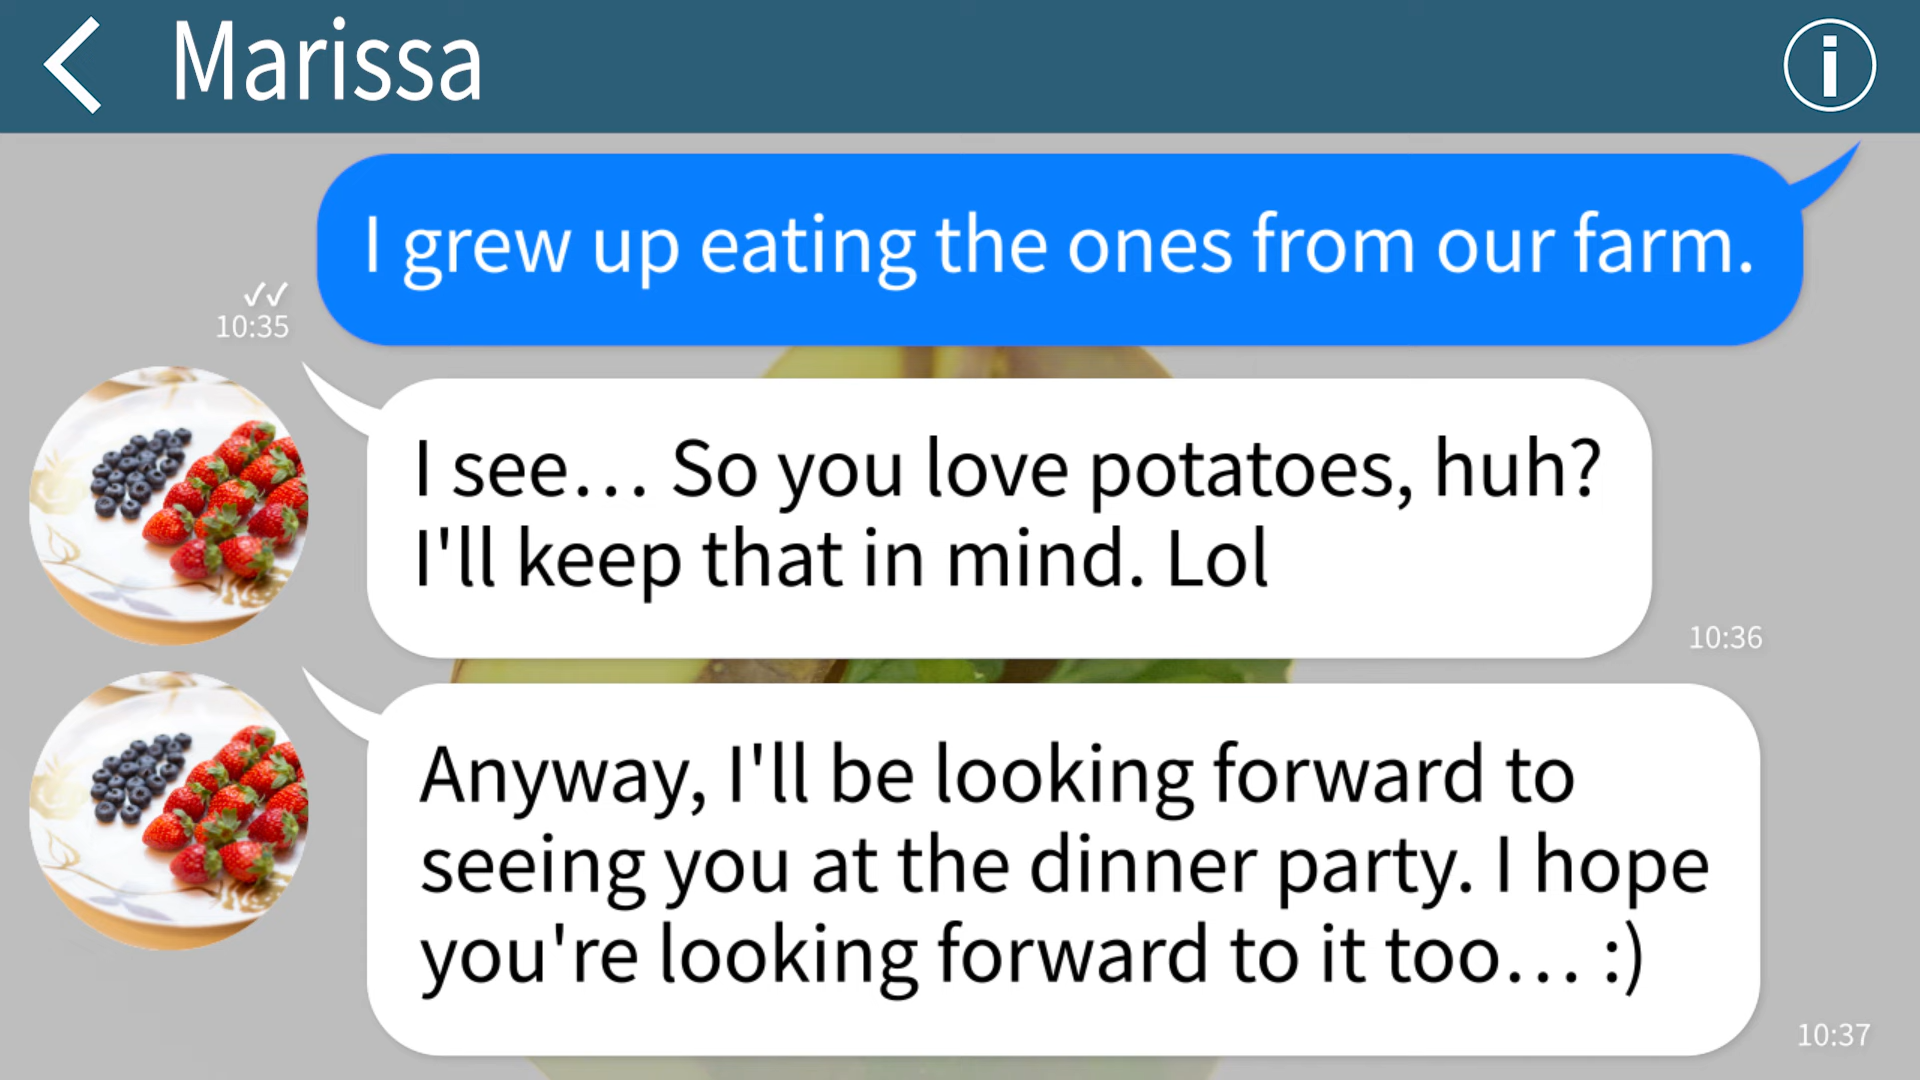 Marissa
I grew up eating the ones from our farm.
✓✓
10:35
I see… So you love potatoes, huh?
I'll keep that in mind. Lol
10:36
Anyway, I'll be looking forward to
seeing you at the dinner party. I hope
you're looking forward to it too… :)
10:37